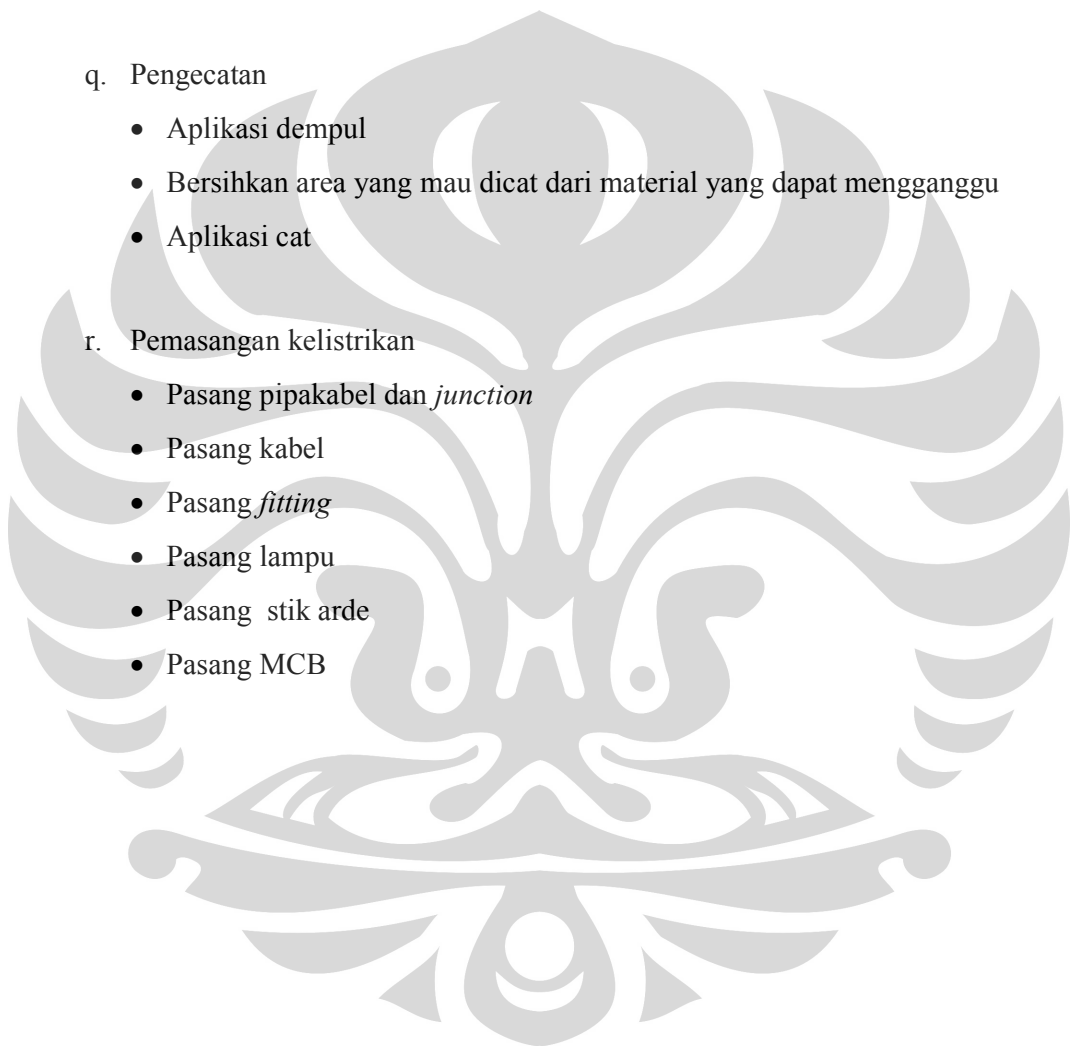 q. Pengecatan
• Aplikasi dempul
• Bersihkan area yang mau dicat dari material yang dapat mengganggu
• Aplikasi cat
r. Pemasangan kelistrikan
• Pasang pipakabel dan junction
• Pasang kabel
• Pasang fitting
• Pasang lampu
• Pasang stik arde
• Pasang MCB